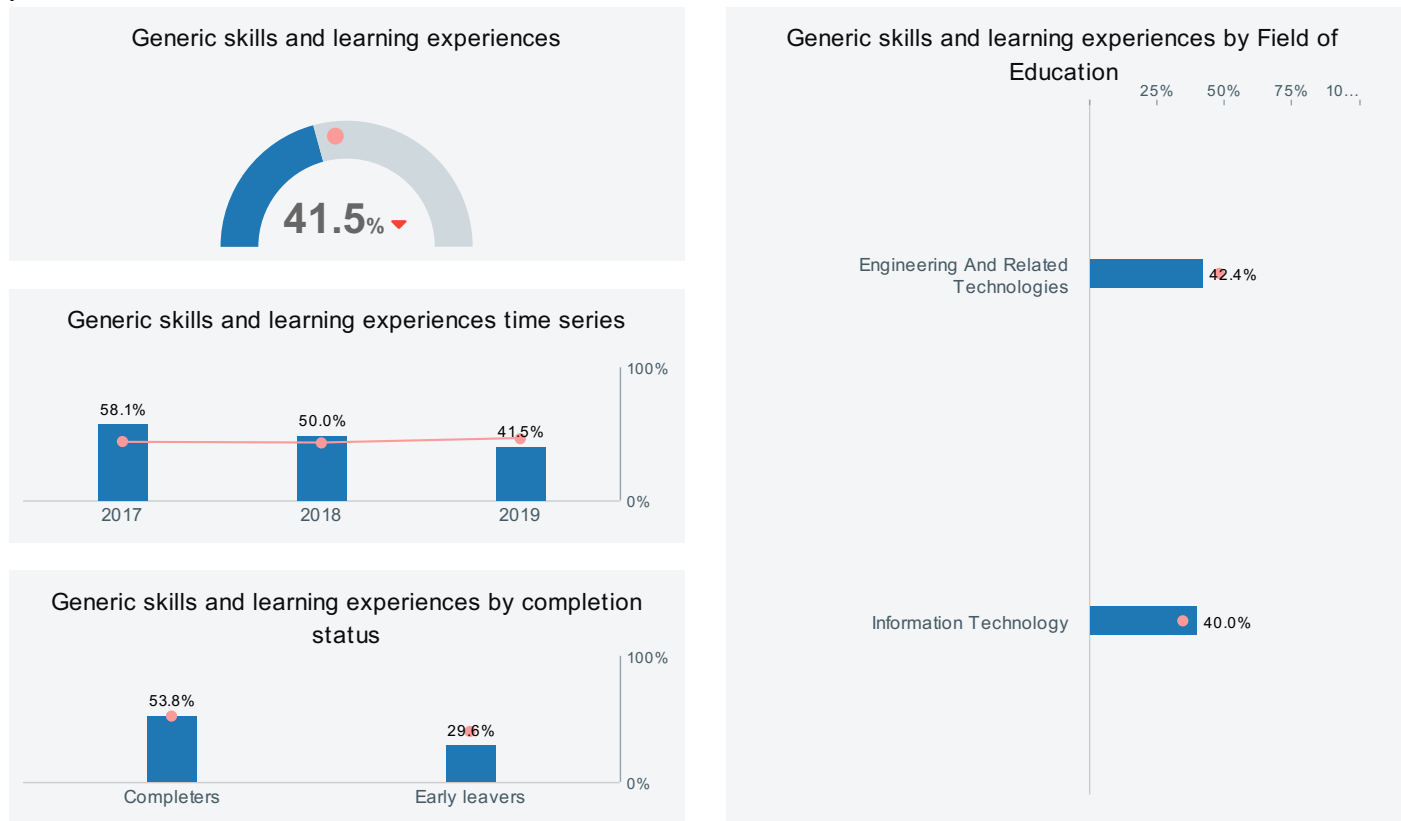 Generic skills and learning experiences
41.5%
Generic skills and learning experiences time series
100%
58.1%
50.0%
41.5%
0%
2017
2018
2019
Generic skills and learning experiences by completion
status
100%
53.8%
29.6%
0%
Completers
Early leavers
Generic skills and learning experiences by Field of
Education
25%
50%
75%
10...
Engineering And Related
Technologies
42.4%
Information Technology
40.0%